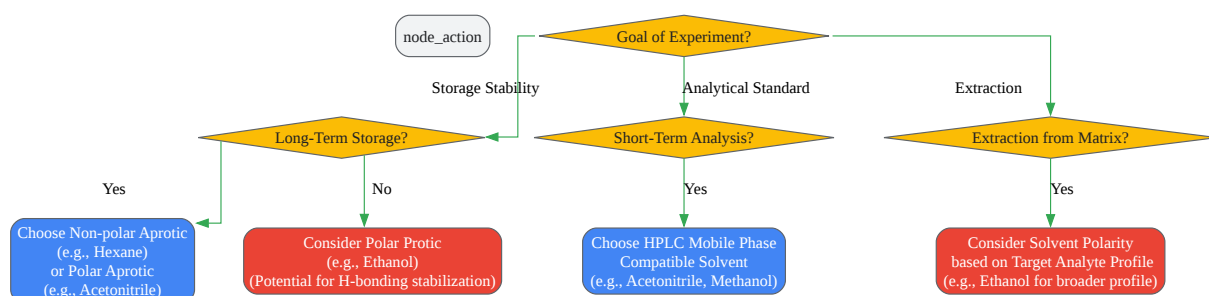 node_action
Goal of Experiment?
Storage Stability
Analytical Standard
Extraction
Long-Term Storage?
Short-Term Analysis?
Extraction from Matrix?
Yes
No
Yes
Yes
Choose Non-polar Aprotic
(e.g., Hexane)
or Polar Aprotic
(e.g., Acetonitrile)
Consider Polar Protic
(e.g., Ethanol)
(Potential for H-bonding stabilization)
Choose HPLC Mobile Phase
Compatible Solvent
(e.g., Acetonitrile, Methanol)
Consider Solvent Polarity
based on Target Analyte Profile
(e.g., Ethanol for broader profile)